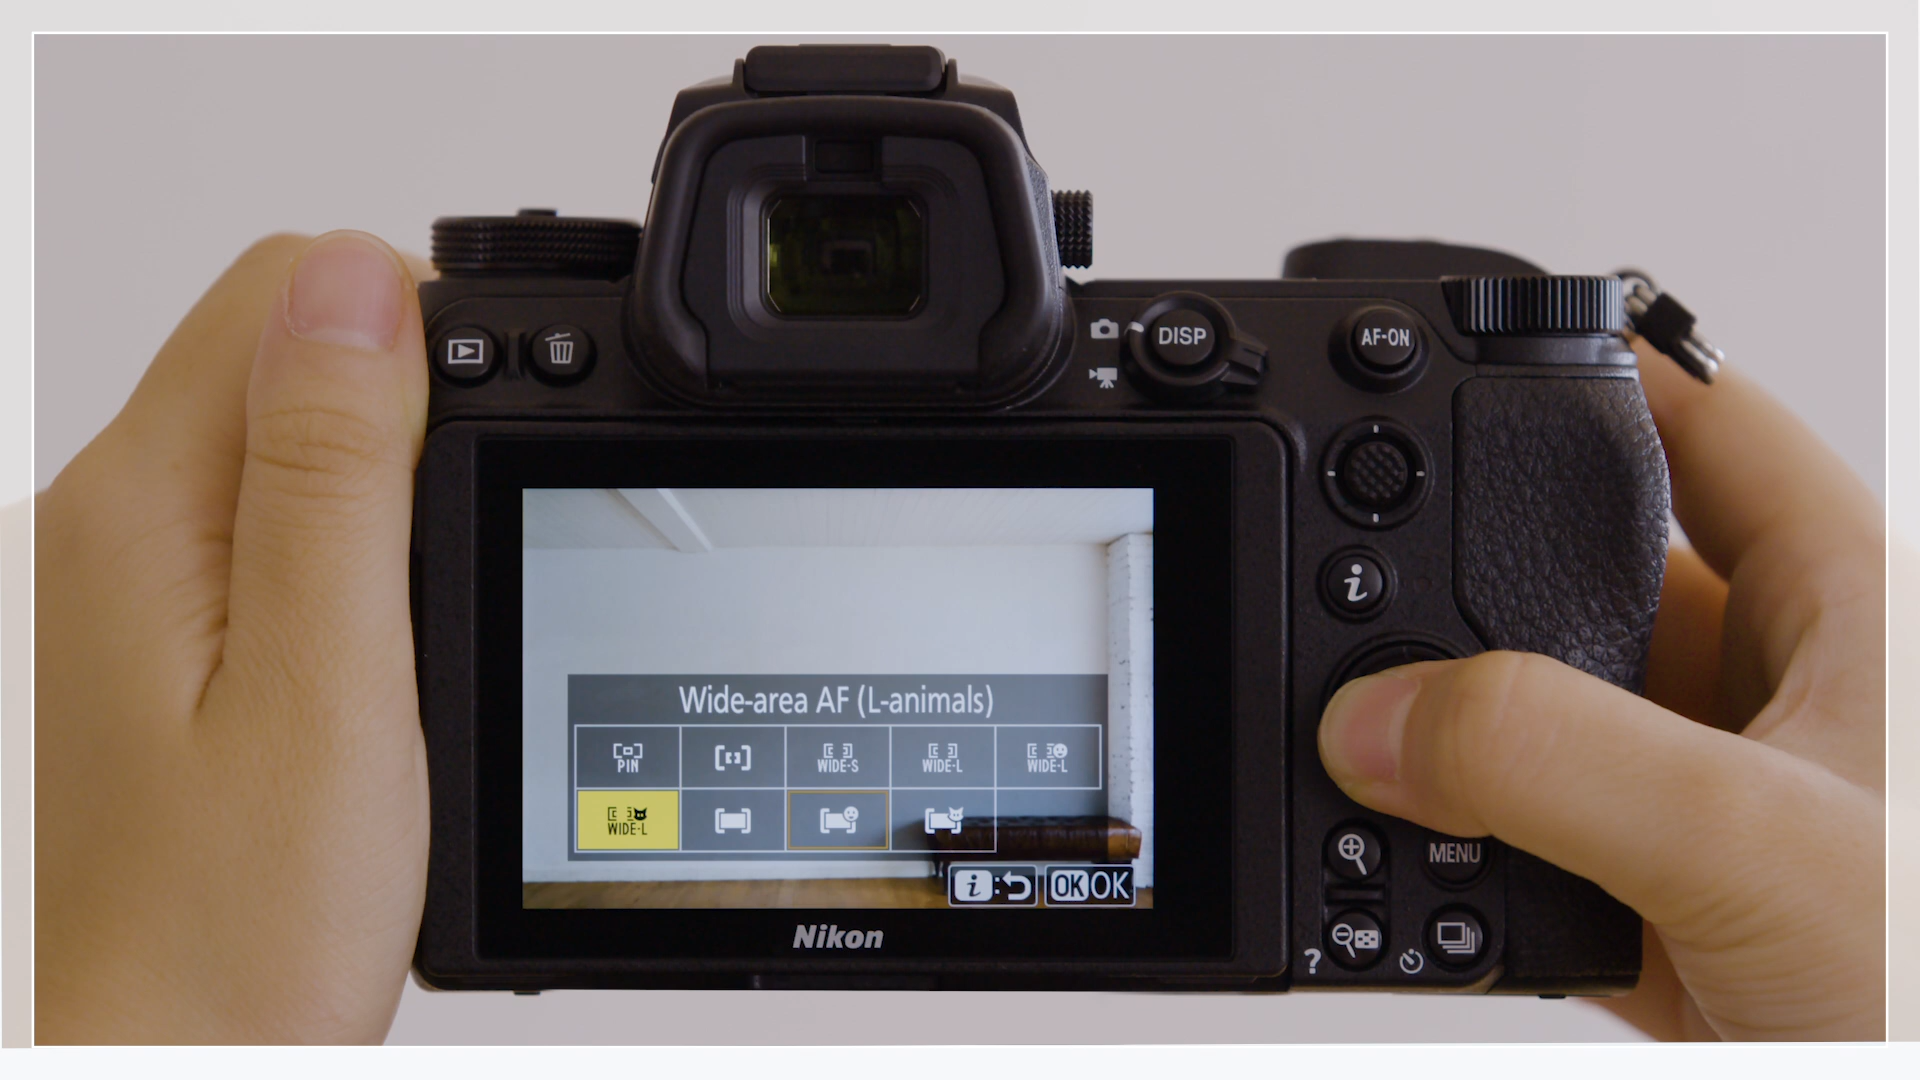 DISP
AF-ON
i
Wide-area AF (L-animals)
PIN
WIDE-S
WIDE-L
WIDE-L
WIDE-L
i : OK OK
MENU
Nikon
?